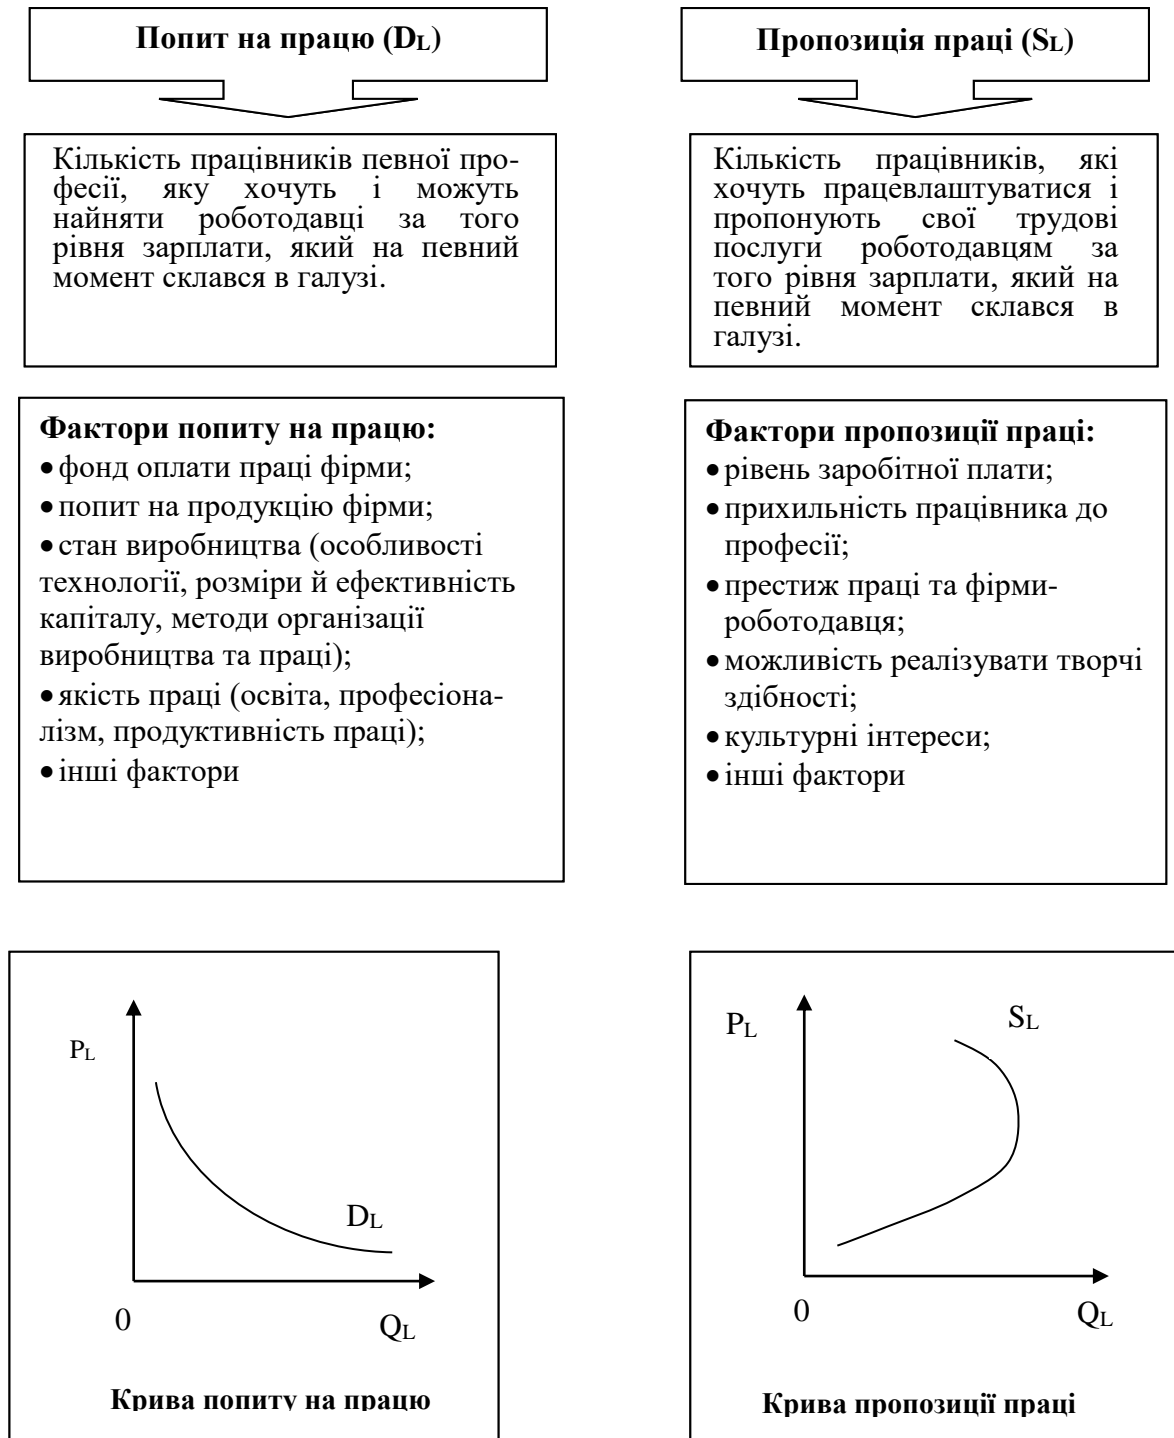 Попит на працю (DL)
Кількість працівників певної про-
фесії, яку хочуть і можуть
найняти роботодавці за того
рівня зарплати, який на певний
момент склався в галузі.
Фактори попиту на працю:
• фонд оплати праці фірми;
• попит на продукцію фірми;
• стан виробництва (особливості
технології, розміри й ефективність
капіталу, методи організації
виробництва та праці);
• якість праці (освіта, професіона-
лізм, продуктивність праці);
• інші фактори
PL
DL
0
QL
Крива попиту на працю
Пропозиція праці (SL)
Кількість працівників, які
хочуть працевлаштуватися і
пропонують свої трудові
послуги роботодавцям за
того рівня зарплати, який на
певний момент склався в
галузі.
Фактори пропозиції праці:
• рівень заробітної плати;
• прихильність працівника до
професії;
• престиж праці та фірми-
роботодавця;
• можливість реалізувати творчі
здібності;
• культурні інтереси;
• інші фактори
PL
SL
0
QL
Крива пропозиції праці